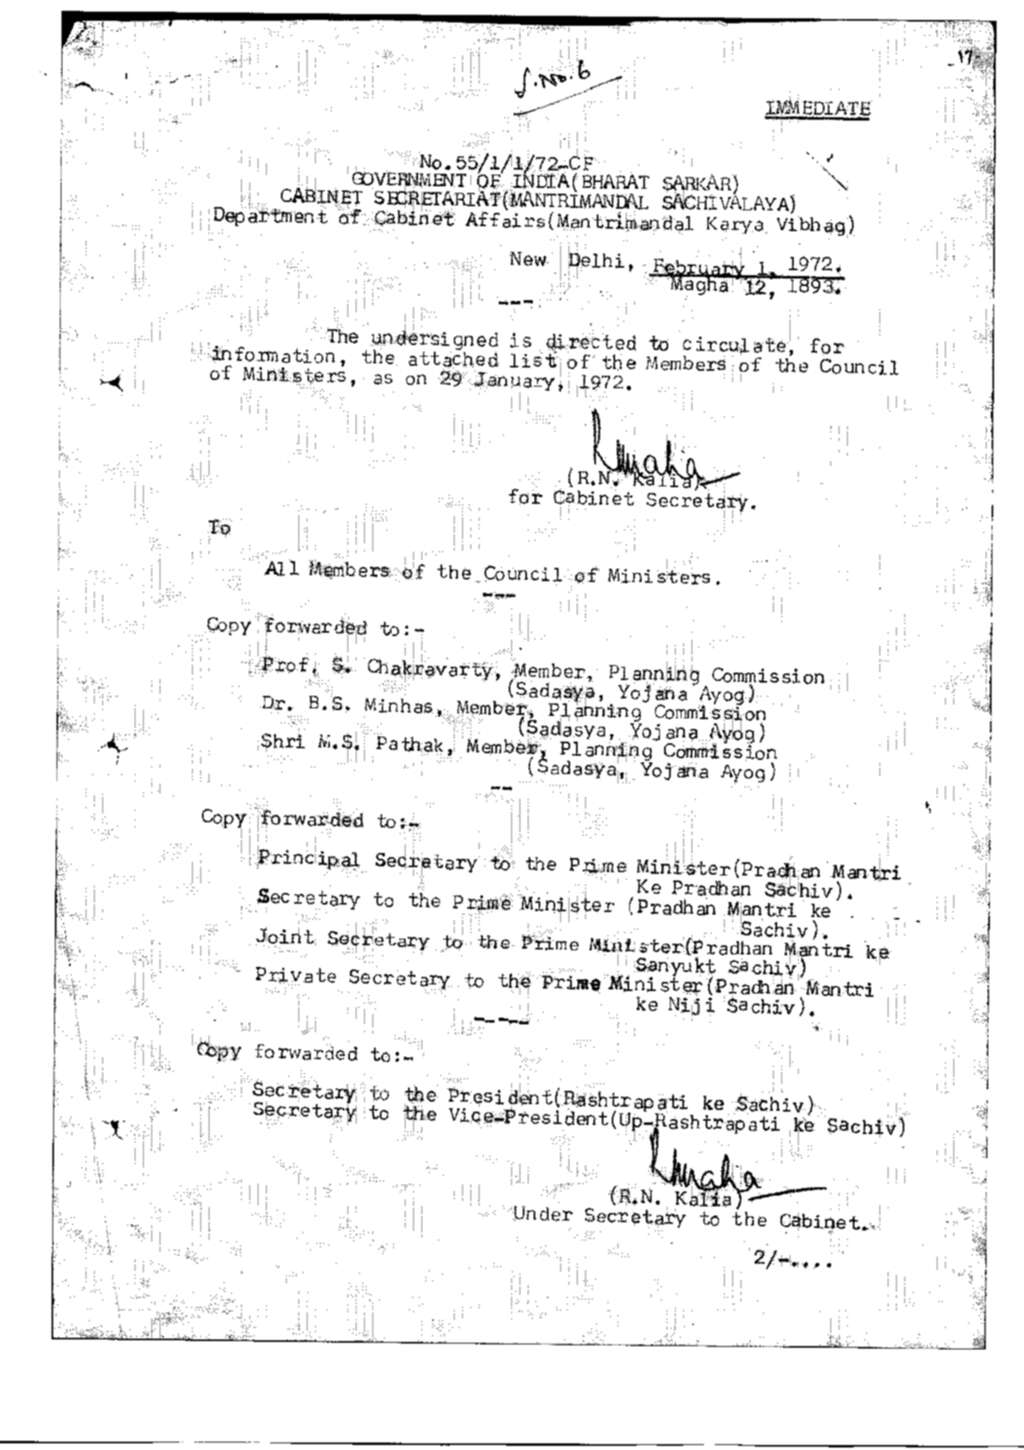 17
S.No.6
IMMEDIATE
No.55/1/1/72-CF
GOVERNMENT OF INDIA(BHARAT SARKAR)
CABINET SECRETARIAT(MANTRIMANDAL SACHIVALAYA)
Department of Cabinet Affairs(Mantrimandal Karya Vibhag)
New Delhi, February 1, 1972.
Magha 12, 1893.
---
The undersigned is directed to circulate, for
information, the attached list of the Members of the Council
of Ministers, as on 29 January, 1972.
(R.N. Kalia)
for Cabinet Secretary.
To
All Members of the Council of Ministers.
---
Copy forwarded to:-
Prof. S. Chakravarty, Member, Planning Commission
(Sadasya, Yojana Ayog)
Dr. B.S. Minhas, Member, Planning Commission
(Sadasya, Yojana Ayog)
Shri M.S. Pathak, Member, Planning Commission
(Sadasya, Yojana Ayog)
--
Copy forwarded to:-
Principal Secretary to the Prime Minister(Pradhan Mantri
Ke Pradhan Sachiv).
Secretary to the Prime Minister (Pradhan Mantri ke
Sachiv).
Joint Secretary to the Prime Minister(Pradhan Mantri ke
Sanyukt Sachiv)
Private Secretary to the Prime Minister(Pradhan Mantri
ke Niji Sachiv).
-----
Copy forwarded to:-
Secretary to the President(Rashtrapati ke Sachiv)
Secretary to the Vice-President(Up-Rashtrapati ke Sachiv)
(R.N. Kalia)
Under Secretary to the Cabinet.
2/-....